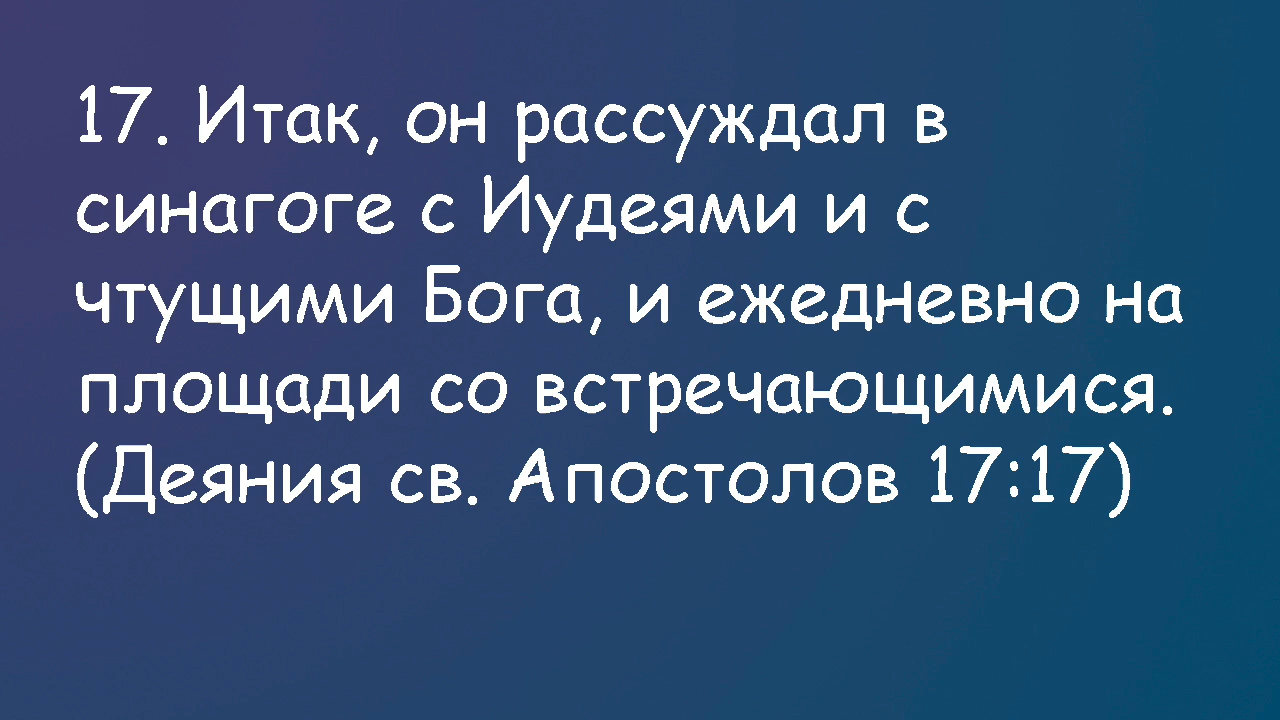 17. Итак, он рассуждал в
синагоге с Иудеями и с
чтущими Бога, и ежедневно на
площади со встречающимися.
(Деяния св. Апостолов 17:17)